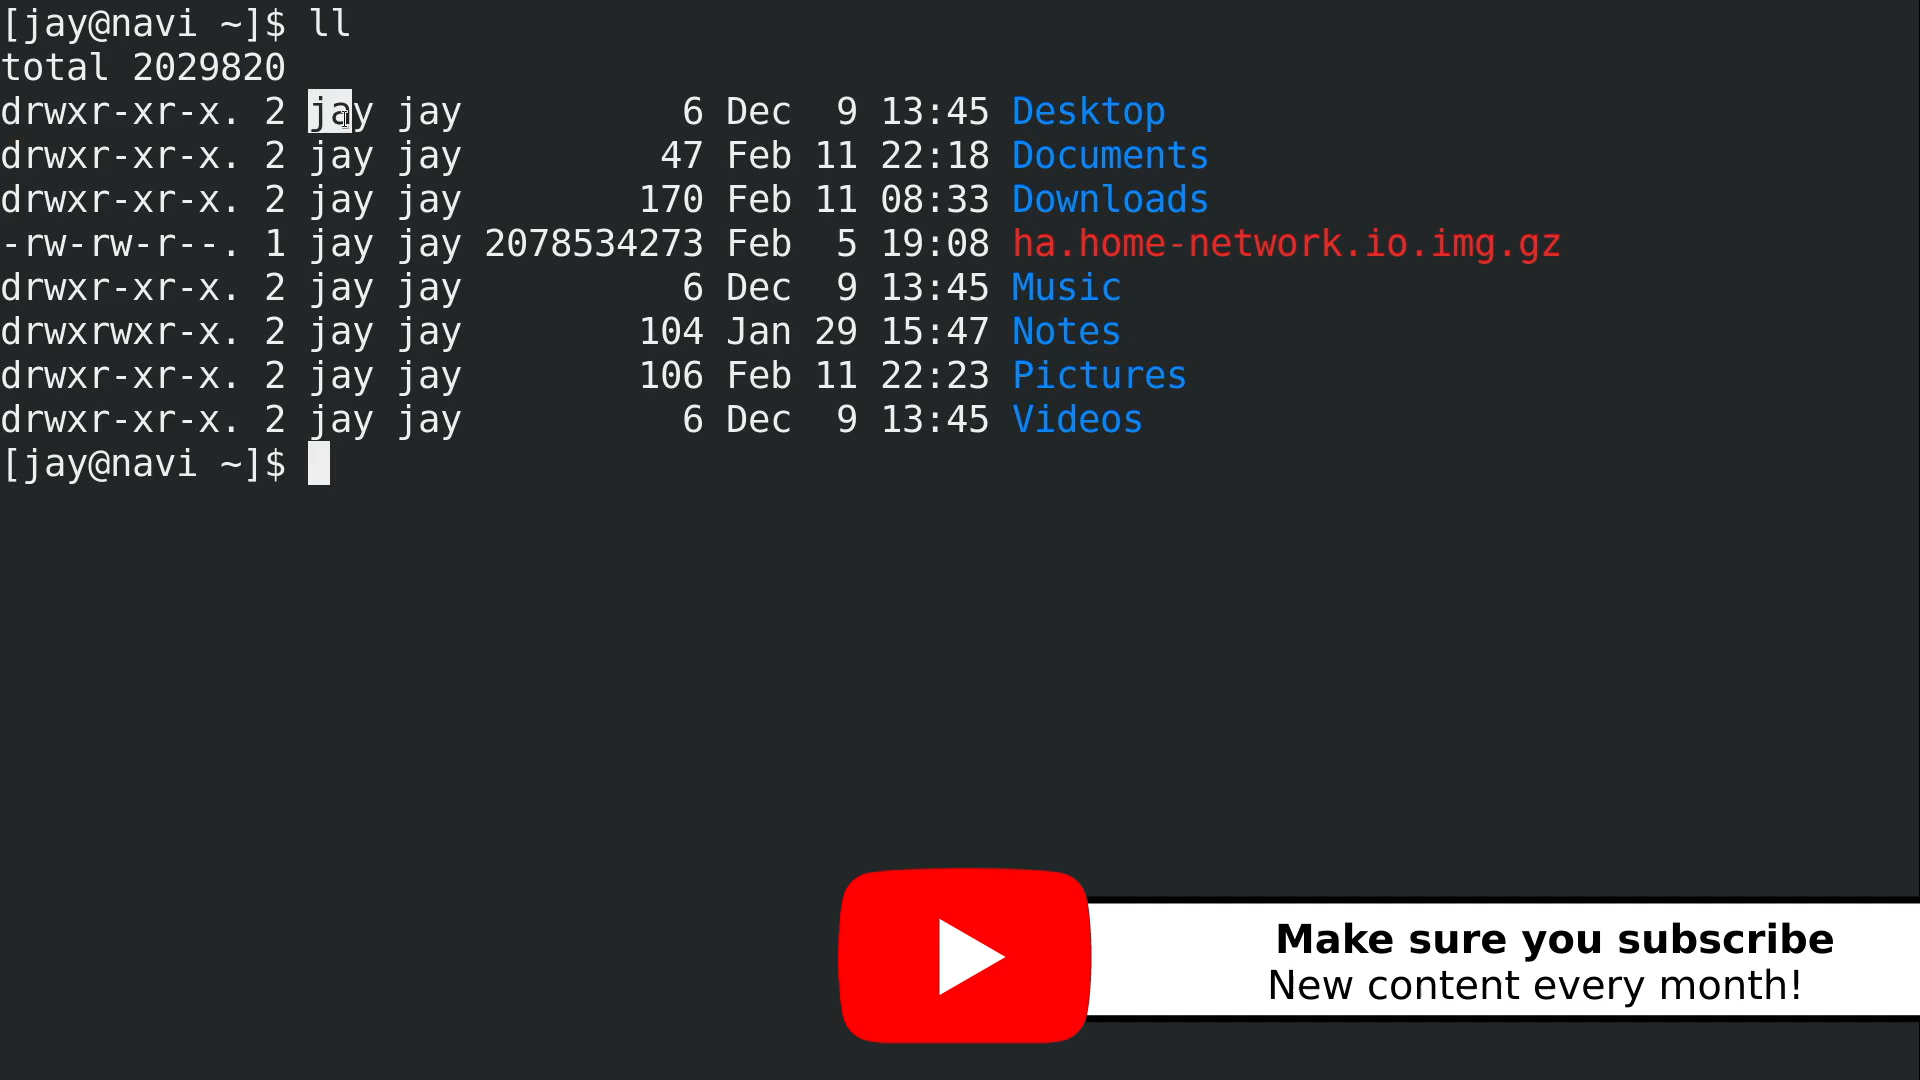 [jay@navi ~]$ ll
total 2029820
drwxr-xr-x. 2 jay jay          6 Dec  9 13:45 Desktop
drwxr-xr-x. 2 jay jay         47 Feb 11 22:18 Documents
drwxr-xr-x. 2 jay jay        170 Feb 11 08:33 Downloads
-rw-rw-r--. 1 jay jay 2078534273 Feb  5 19:08 ha.home-network.io.img.gz
drwxr-xr-x. 2 jay jay          6 Dec  9 13:45 Music
drwxrwxr-x. 2 jay jay        104 Jan 29 15:47 Notes
drwxr-xr-x. 2 jay jay        106 Feb 11 22:23 Pictures
drwxr-xr-x. 2 jay jay          6 Dec  9 13:45 Videos
[jay@navi ~]$
Make sure you subscribe
New content every month!